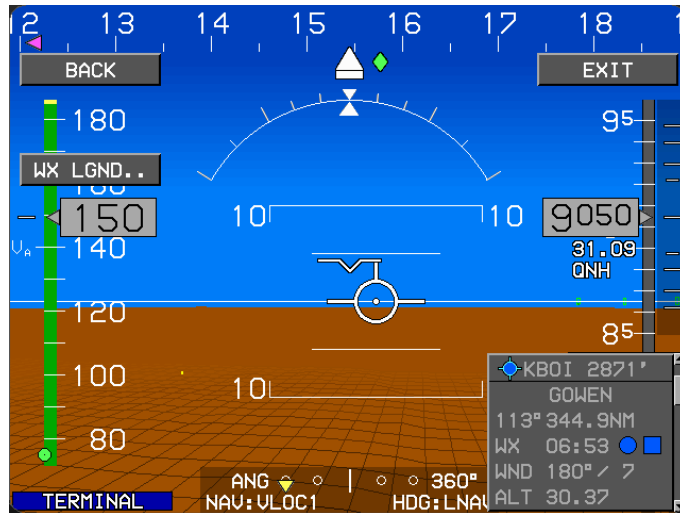 12 13 14 15 16 17 18
BACK
EXIT
180
95
WX LGND..
150
10
10
9050
VA
140
31.09
QNH
120
85
100
10
KBOI 2871'
GOWEN
113° 344.9NM
WX 06:53
80
WND 180°/ 7
ANG
360°
ALT 30.37
TERMINAL
NAV:VLOC1
HDG:LNAV